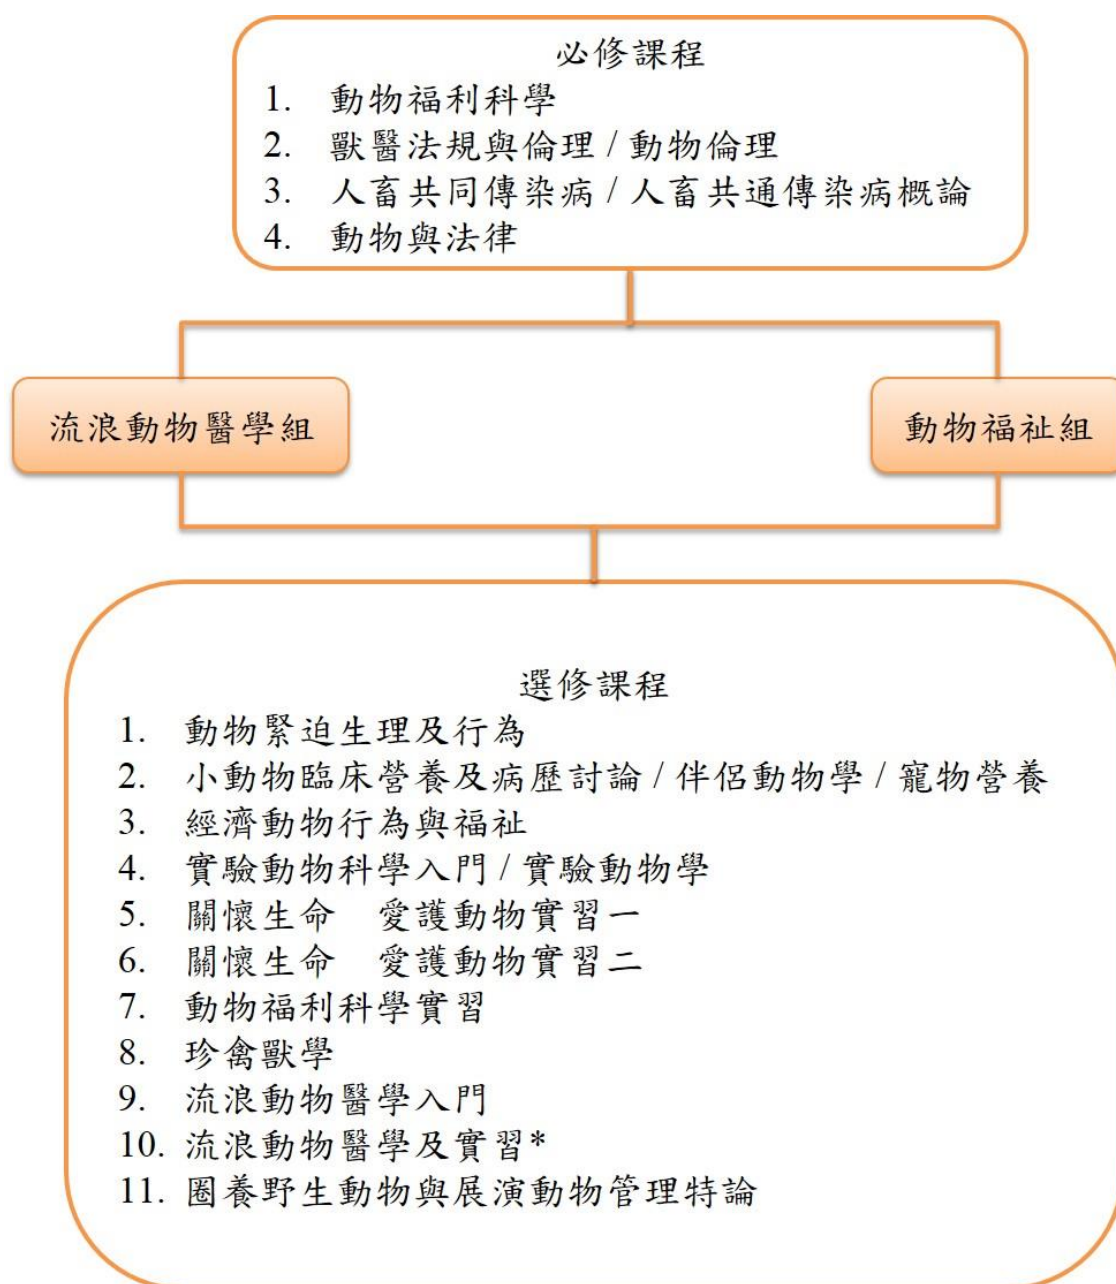 必修課程
1. 動物福利科學
2. 獸醫法規與倫理 / 動物倫理
3. 人畜共同傳染病 / 人畜共通傳染病概論
4. 動物與法律
流浪動物醫學組
動物福祉組
選修課程
1. 動物緊迫生理及行為
2. 小動物臨床營養及病歷討論 / 伴侶動物學 / 寵物營養
3. 經濟動物行為與福祉
4. 實驗動物科學入門 / 實驗動物學
5. 關懷生命　愛護動物實習一
6. 關懷生命　愛護動物實習二
7. 動物福利科學實習
8. 珍禽獸學
9. 流浪動物醫學入門
10. 流浪動物醫學及實習*
11. 圈養野生動物與展演動物管理特論